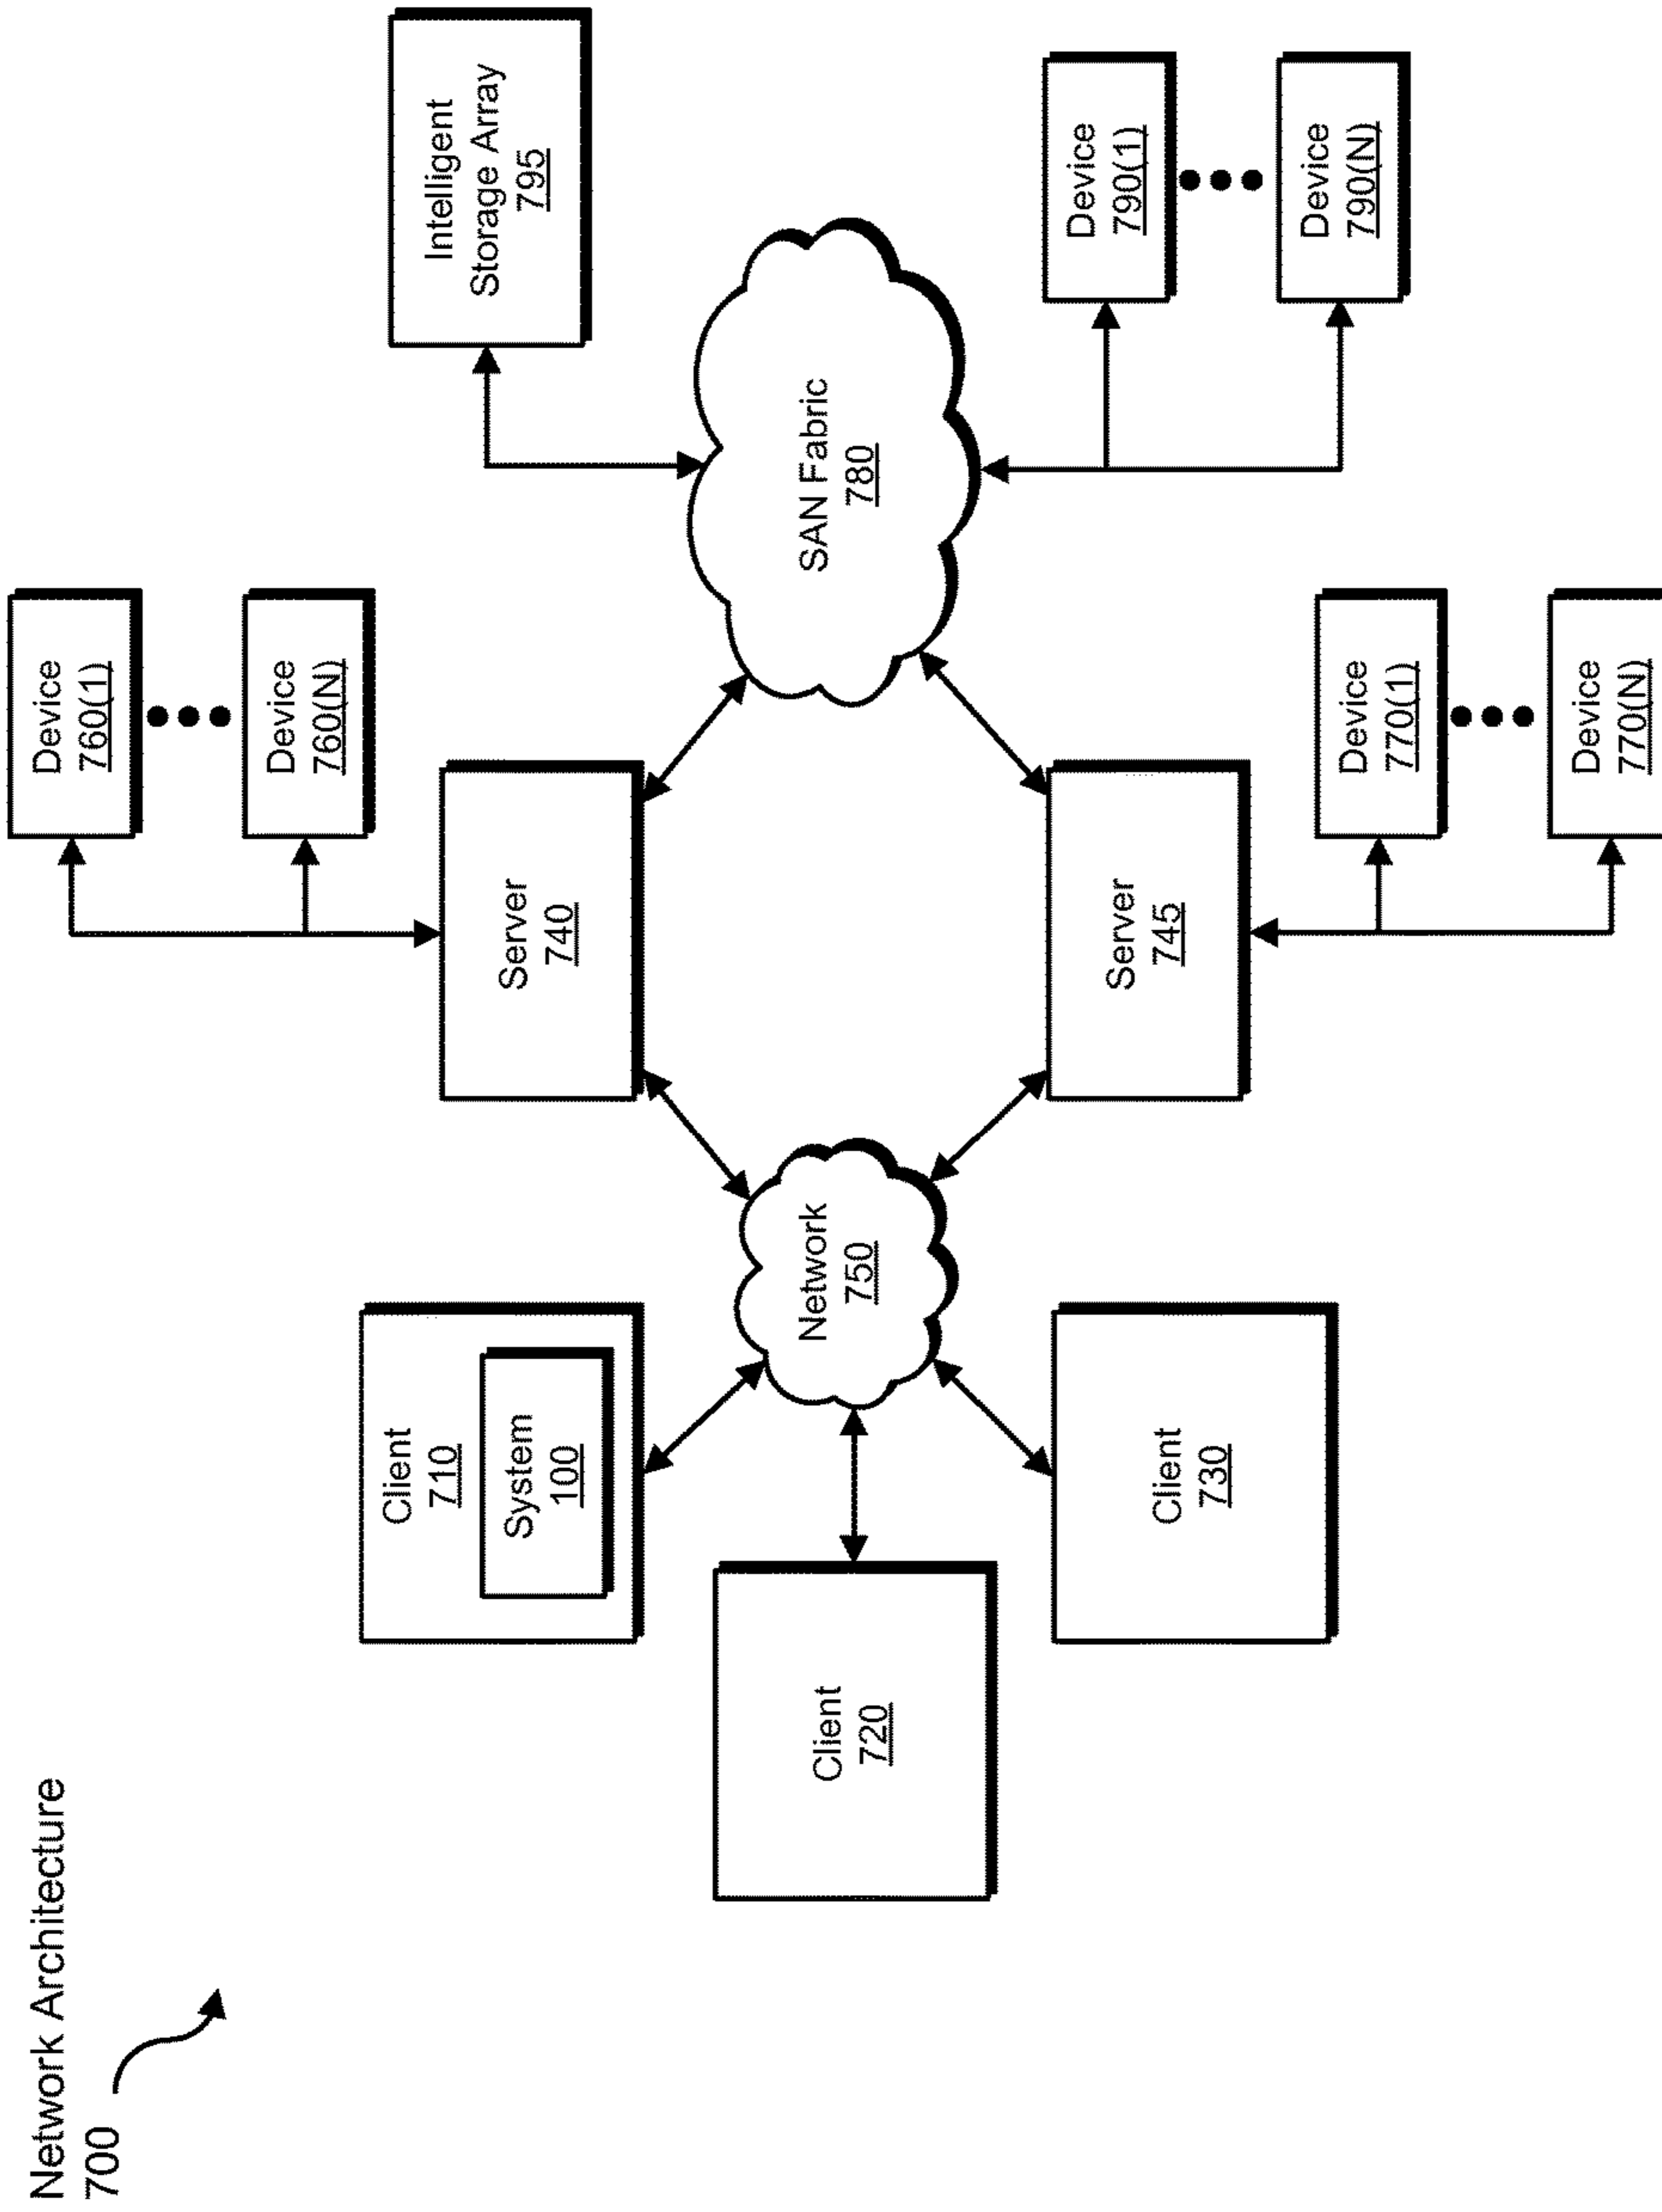 Network Architecture
700
Client
710
System
100
Client
720
Client
730
Network
750
Server
740
Server
745
Device
760(1)
Device
760(N)
Device
770(1)
Device
770(N)
SAN Fabric
780
Intelligent
Storage Array
795
Device
790(1)
Device
790(N)